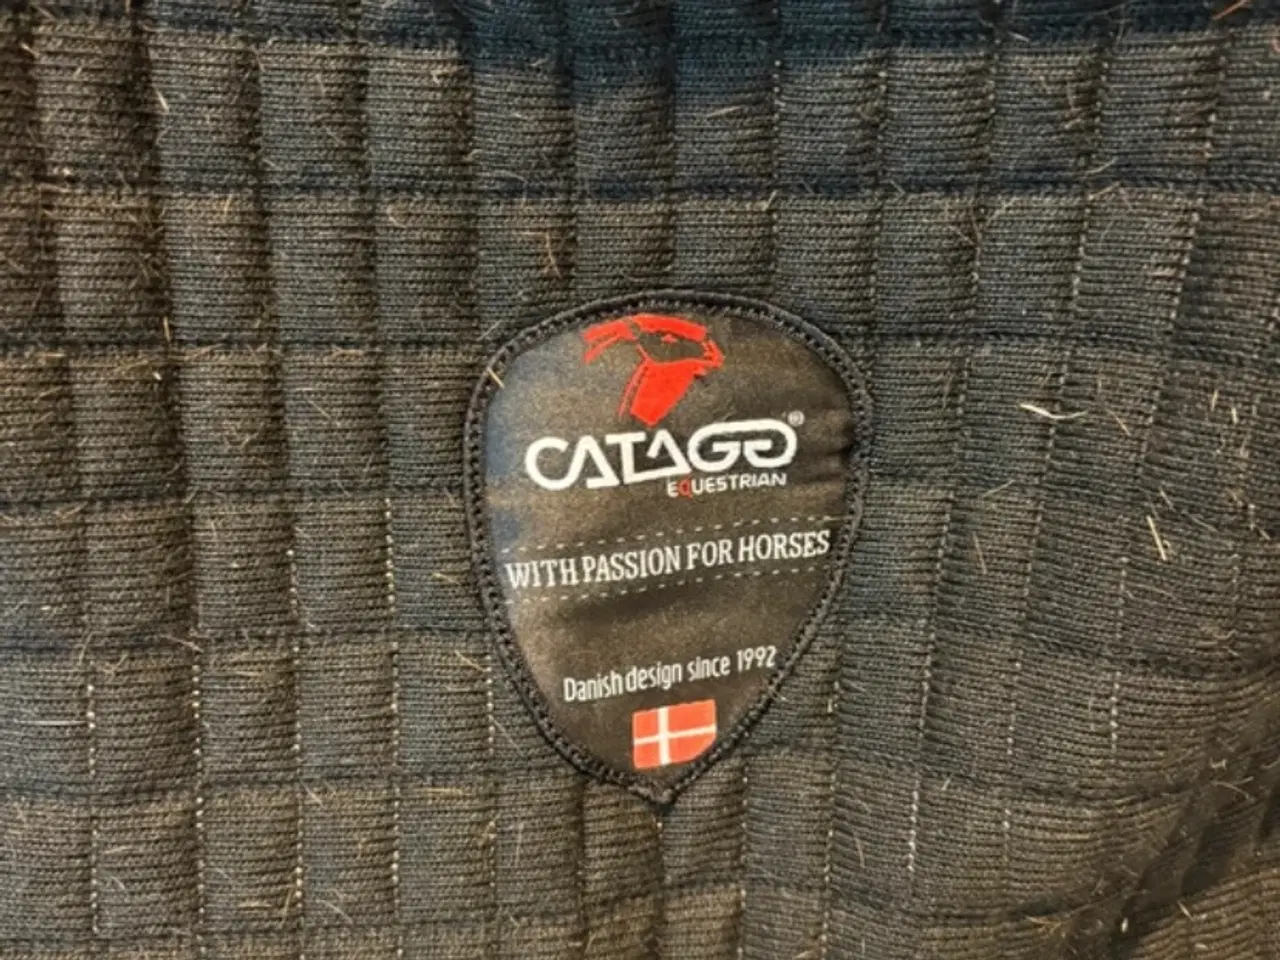 CATAGO®
EQUESTRIAN
WITH PASSION FOR HORSES
Danish design since 1992